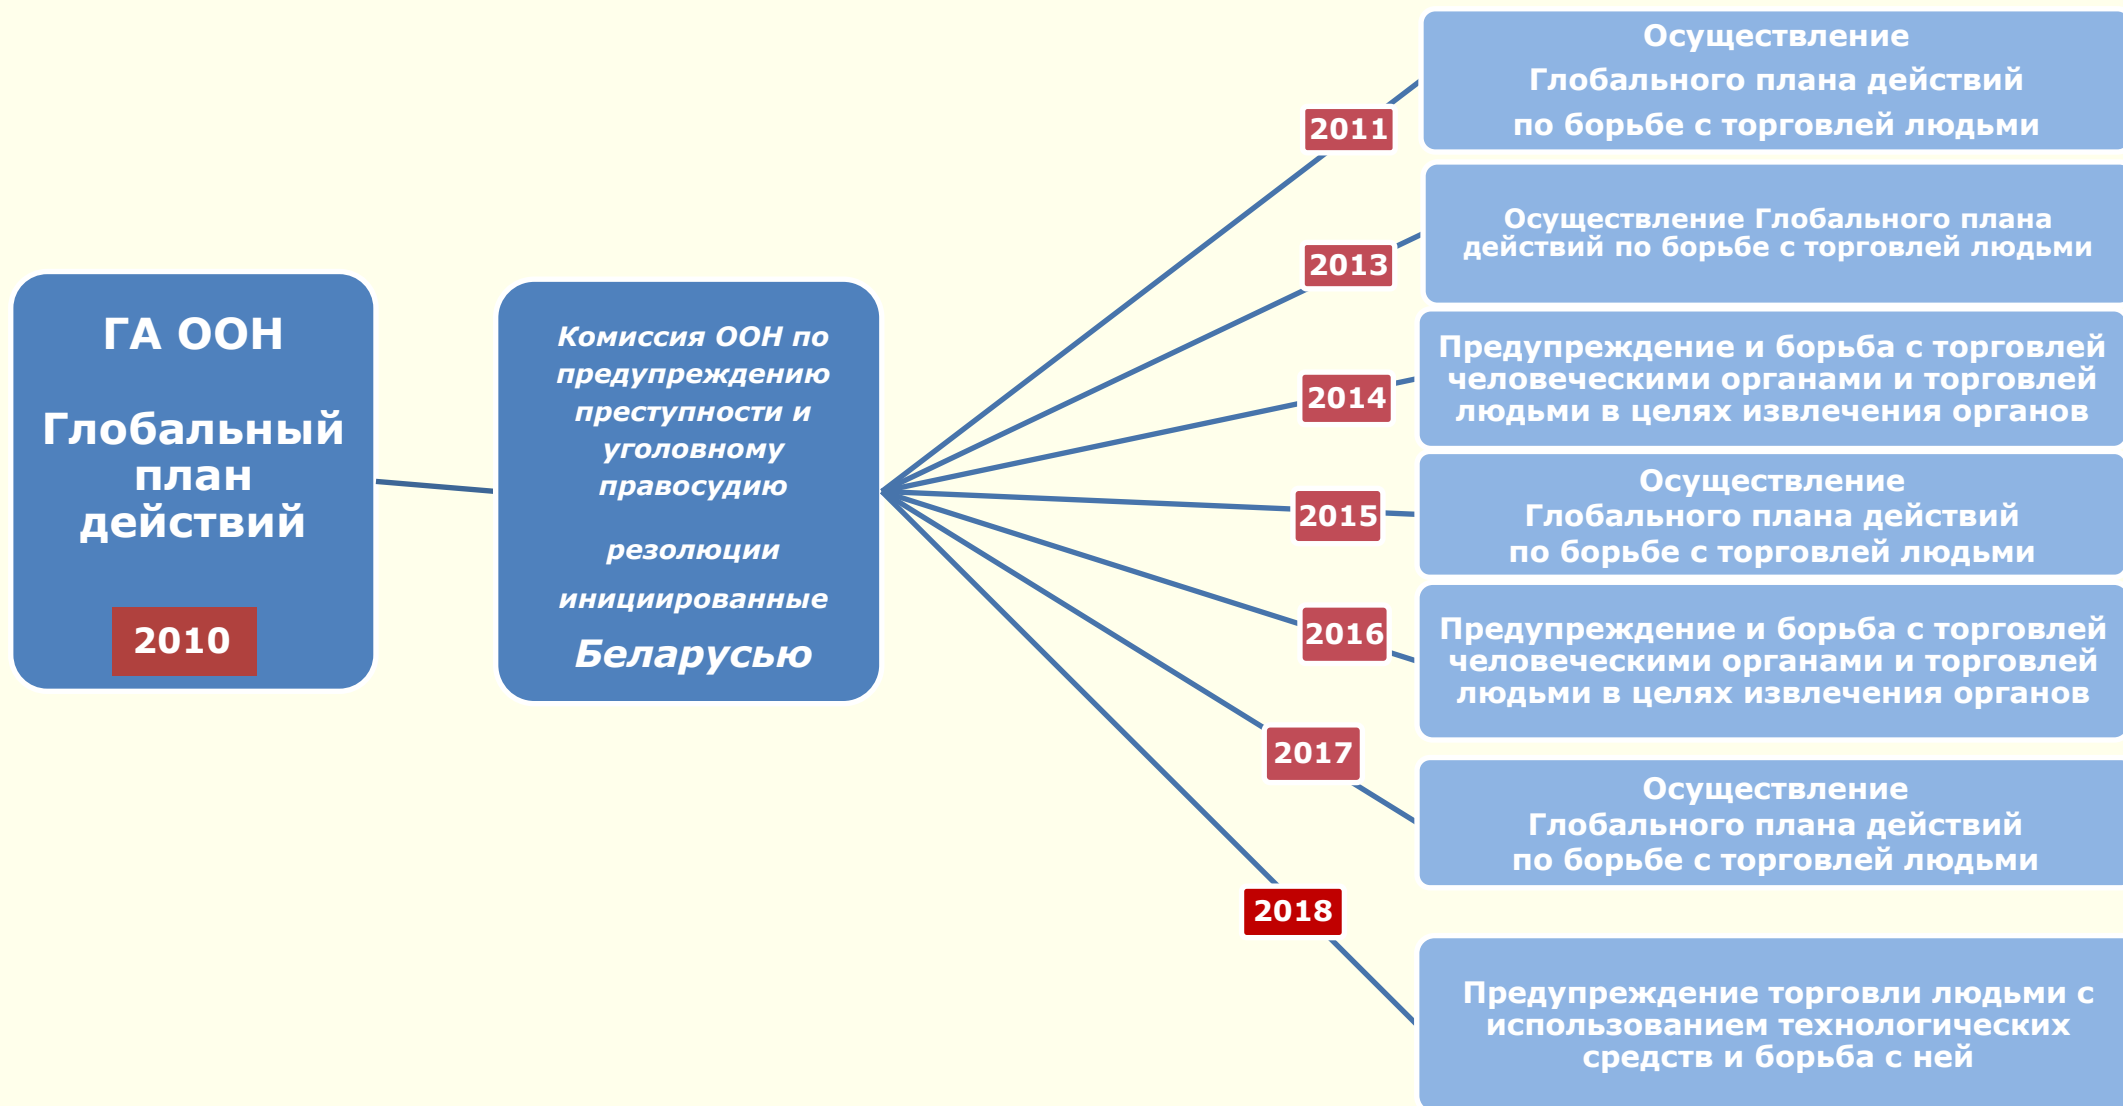 ГА ООН
Глобальный
план
действий
2010
Комиссия ООН по
предупреждению
преступности и
уголовному
правосудию
резолюции
инициированные
Беларусью
2011
Осуществление
Глобального плана действий
по борьбе с торговлей людьми
2013
Осуществление Глобального плана
действий по борьбе с торговлей людьми
2014
Предупреждение и борьба с торговлей
человеческими органами и торговлей
людьми в целях извлечения органов
2015
Осуществление
Глобального плана действий
по борьбе с торговлей людьми
2016
Предупреждение и борьба с торговлей
человеческими органами и торговлей
людьми в целях извлечения органов
2017
Осуществление
Глобального плана действий
по борьбе с торговлей людьми
2018
Предупреждение торговли людьми с
использованием технологических
средств и борьба с ней